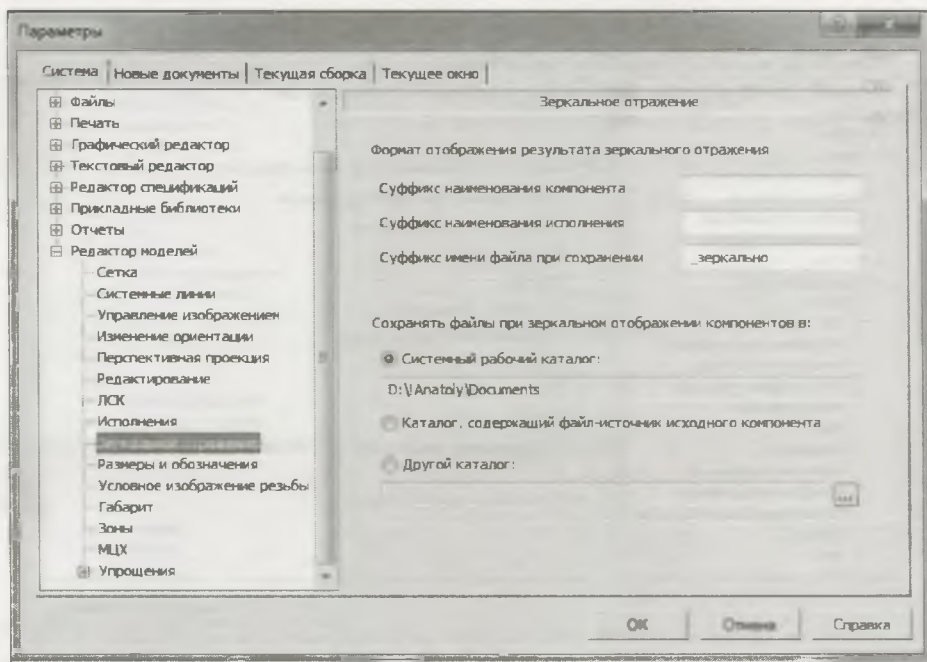 Параметры
Система
Новые документы
Текущая сборка
Текущее окно
Файлы
Печать
Графический редактор
Текстовый редактор
Редактор спецификаций
Прикладные библиотеки
Отчеты
Редактор моделей
Сетка
Системные линии
Управление изображением
Изменение ориентации
Перспективная проекция
Редактирование
ЛСК
Исполнения
Размеры и обозначения
Условное изображение резьбы
Габарит
Зоны
МЦХ
Упрощения
Зеркальное отражение
Формат отображения результата зеркального отражения
Суффикс наименования компонента
Суффикс наименования исполнения
Суффикс имени файла при сохранении
_зеркально
Сохранять файлы при зеркальном отображении компонентов в:
Системный рабочий каталог:
D:\!Anatoly\Documents
Каталог, содержащий файл-источник исходного компонента
Другой каталог:
...
OK
Отмена
Справка